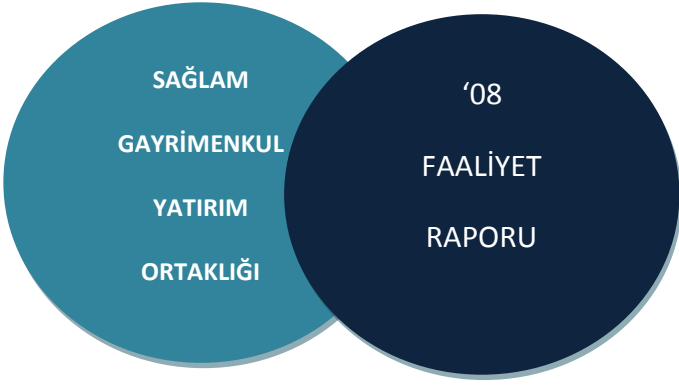 SAĞLAM
GAYRİMENKUL
YATIRIM
ORTAKLIĞI
‘08
FAALİYET
RAPORU